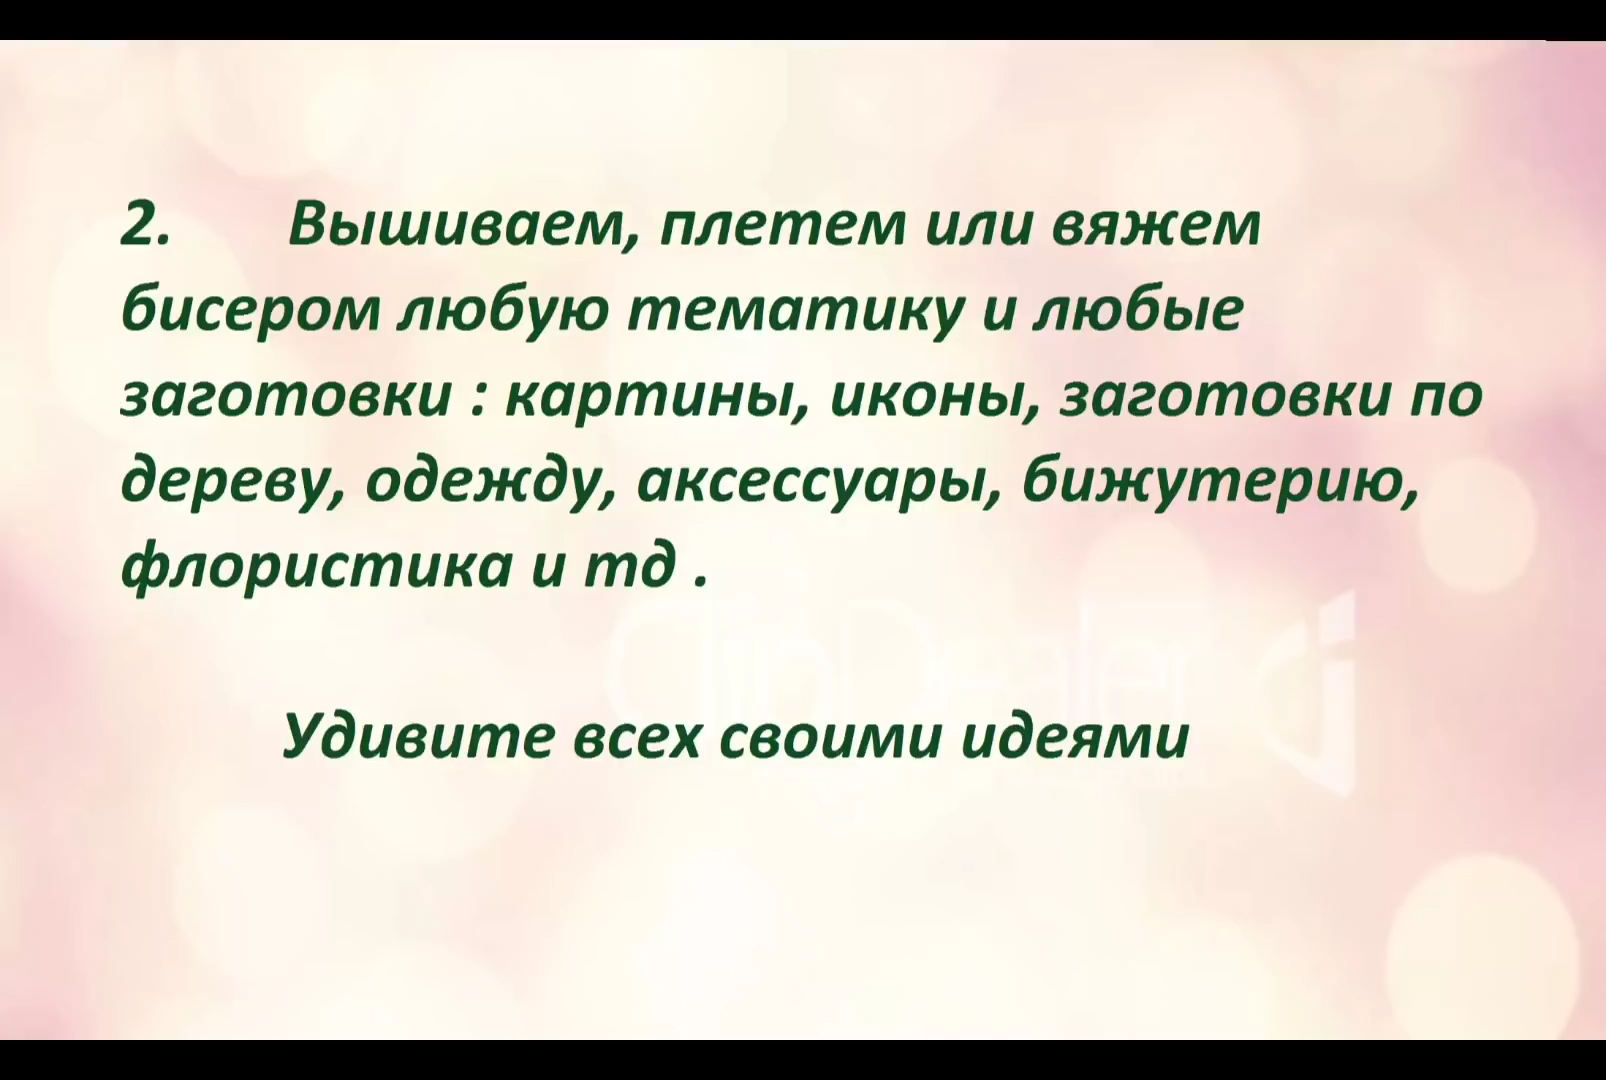 2. Вышиваем, плетем или вяжем
бисером любую тематику и любые
заготовки : картины, иконы, заготовки по
дереву, одежду, аксессуары, бижутерию,
флористика и тд .
Удивите всех своими идеями
ClipDealer